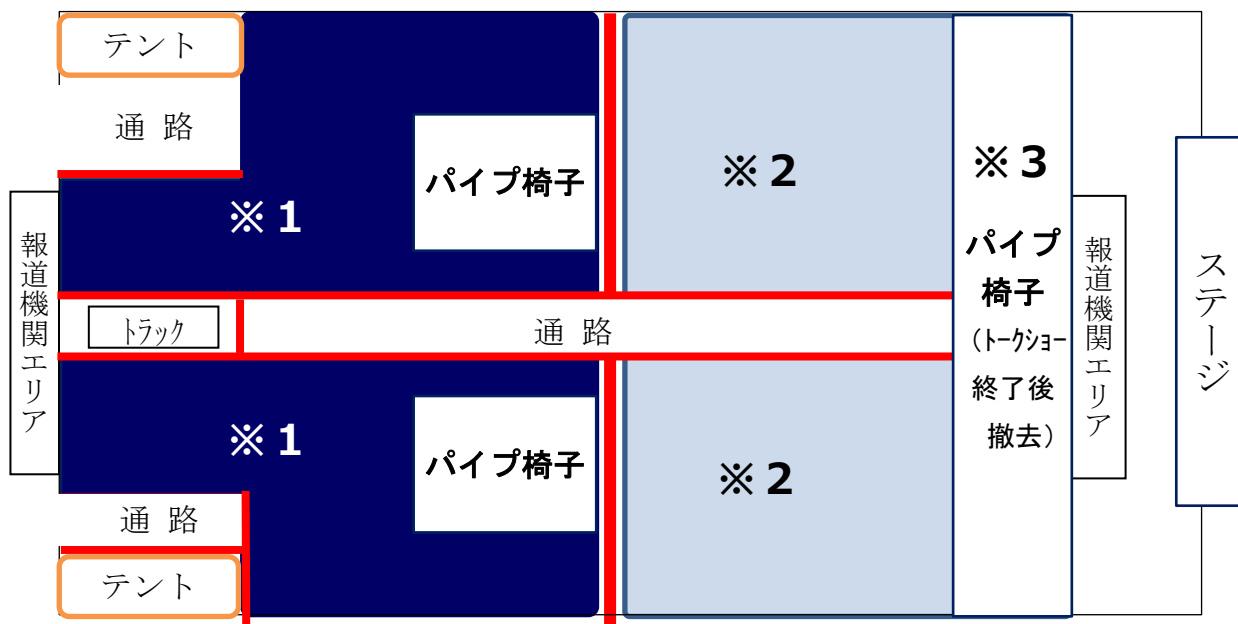 テント
通 路
報道機関エリア
※1
パイプ椅子
※2
※3
パイプ
椅子
（ﾄｰｸｼｮｰ
終了後
撤去）
報道機関エリア
ステージ
ﾄﾗｯｸ
通 路
※1
パイプ椅子
※2
通 路
テント